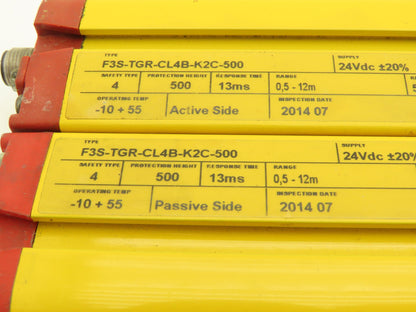 TYPE SUPPLY
F3S-TGR-CL4B-K2C-500 24Vdc ±20%
SAFETY TYPE PROTECTION HEIGHT RESPONSE TIME RANGE
4 500 13ms 0,5 - 12m
OPERATING TEMP INSPECTION DATE
-10 + 55 Active Side 2014 07
TYPE SUPPLY
F3S-TGR-CL4B-K2C-500 24Vdc ±20%
SAFETY TYPE PROTECTION HEIGHT RESPONSE TIME RANGE
4 500 13ms 0,5 - 12m
OPERATING TEMP INSPECTION DATE
-10 + 55 Passive Side 2014 07